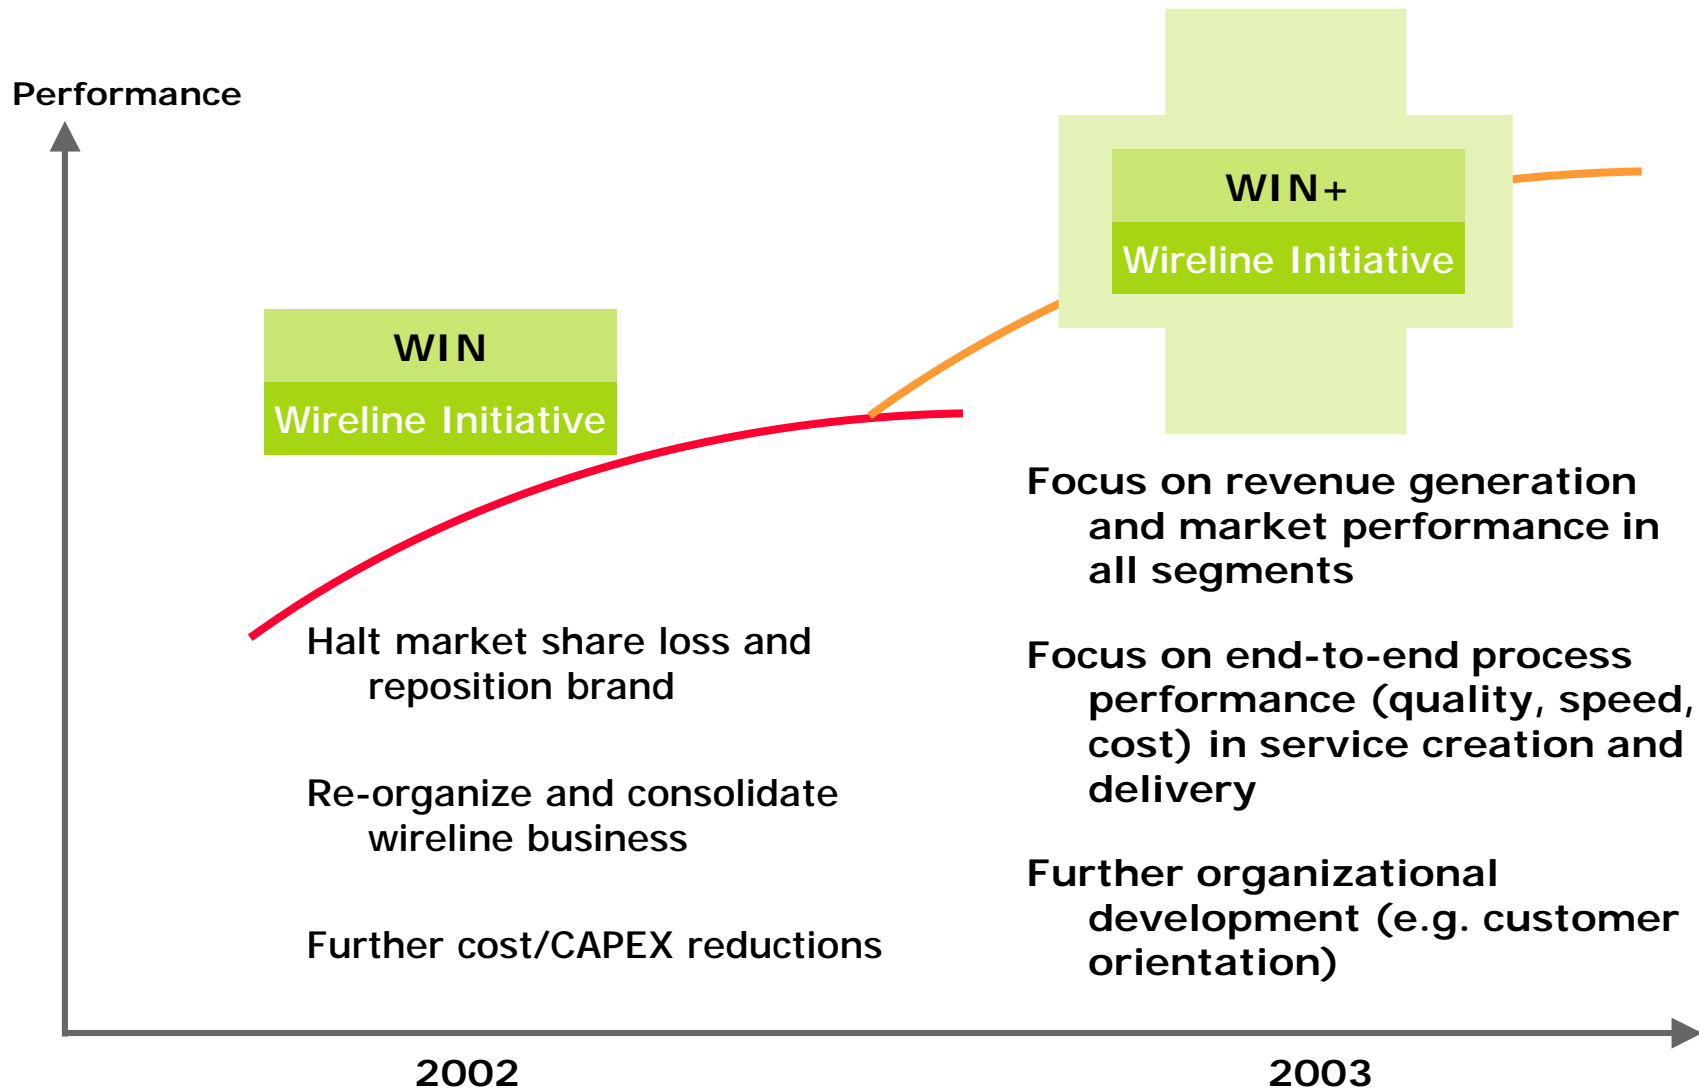 Performance
WIN+
Wireline Initiative
WIN
Wireline Initiative
Halt market share loss and
reposition brand
Re-organize and consolidate
wireline business
Further cost/CAPEX reductions
Focus on revenue generation
and market performance in
all segments
Focus on end-to-end process
performance (quality, speed,
cost) in service creation and
delivery
Further organizational
development (e.g. customer
orientation)
2002
2003